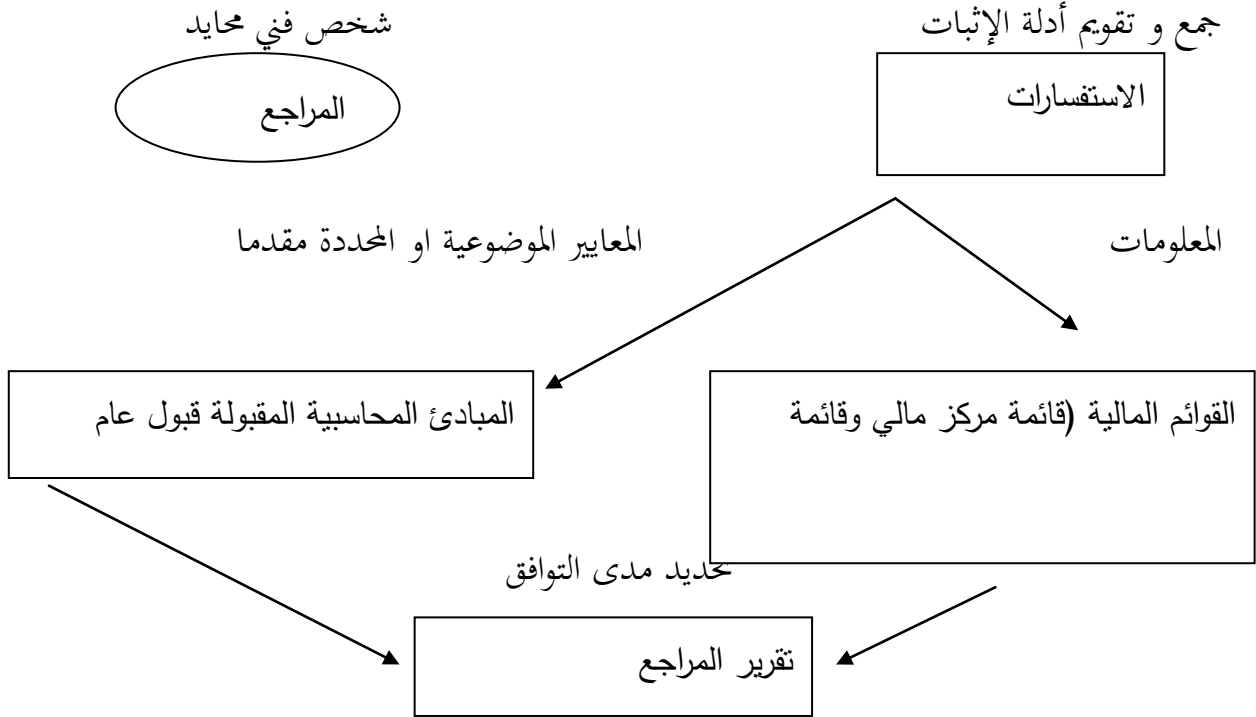 جمع و تقويم أدلة الإثبات
شخص فني محايد
الاستفسارات
المراجع
المعلومات
المعايير الموضوعية او المحددة مقدما
القوائم المالية (قائمة مركز مالي وقائمة
المبادئ المحاسبية المقبولة قبول عام
تحديد مدى التوافق
تقرير المراجع